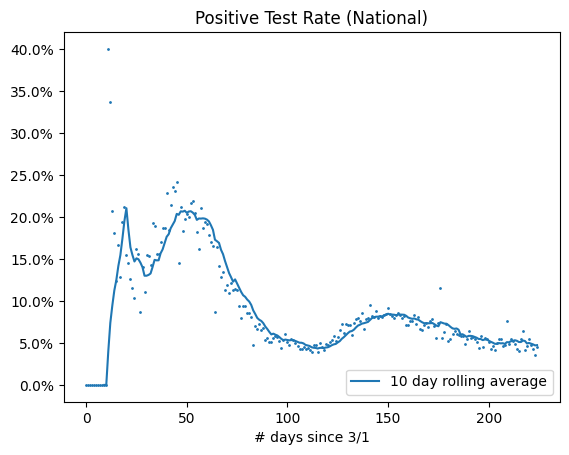 Positive Test Rate (National)
40.0%
35.0%
30.0%
25.0%
20.0%
15.0%
10.0%
5.0%
0.0%
10 day rolling average
0 50 100 150 200
# days since 3/1